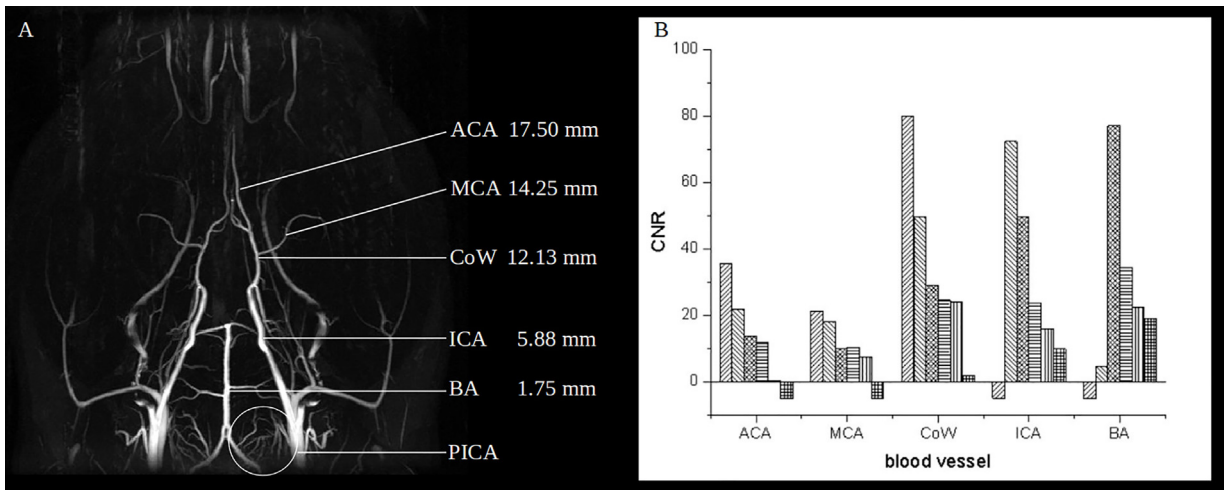 A
ACA 17.50 mm
MCA 14.25 mm
CoW 12.13 mm
ICA 5.88 mm
BA 1.75 mm
PICA
B
100
80
60
40
20
0
CNR
ACA MCA CoW ICA BA
blood vessel